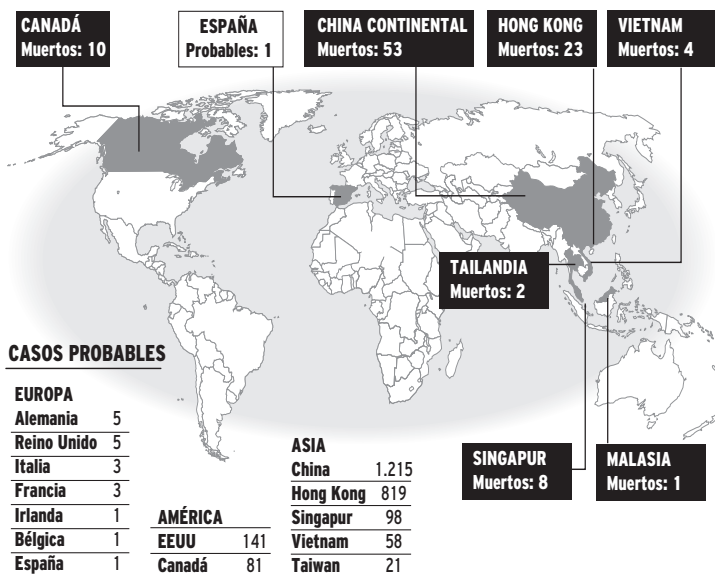 CANADÁ
Muertos: 10
ESPAÑA
Probables: 1
CHINA CONTINENTAL
Muertos: 53
HONG KONG
Muertos: 23
VIETNAM
Muertos: 4
TAILANDIA
Muertos: 2
SINGAPUR
Muertos: 8
MALASIA
Muertos: 1
CASOS PROBABLES
EUROPA
Alemania 5
Reino Unido 5
Italia 3
Francia 3
Irlanda 1
Bélgica 1
España 1
AMÉRICA
EEUU 141
Canadá 81
ASIA
China 1.215
Hong Kong 819
Singapur 98
Vietnam 58
Taiwan 21